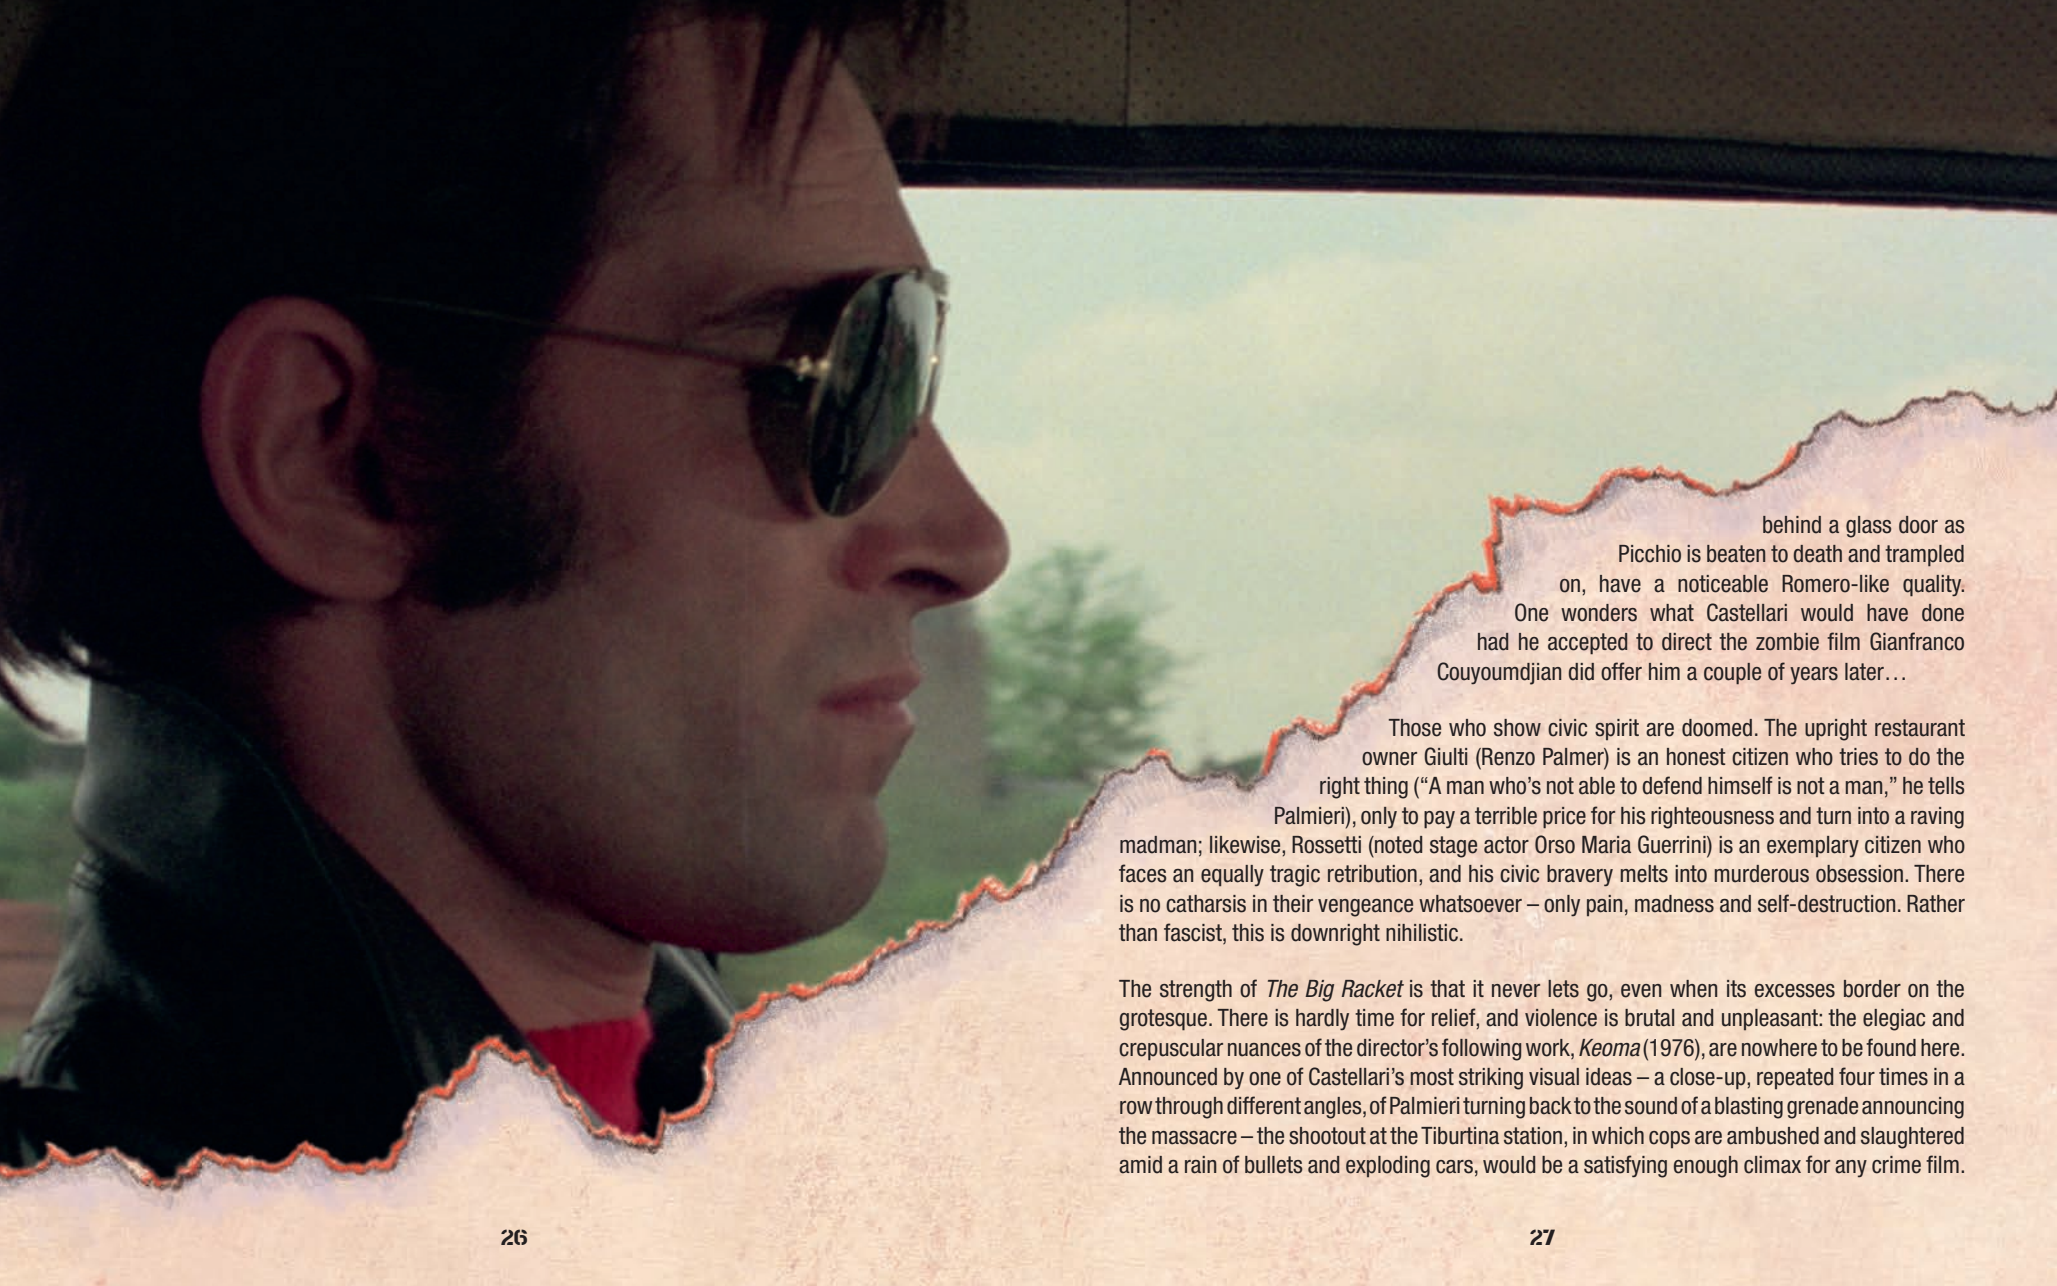 behind a glass door as
Picchio is beaten to death and trampled
on, have a noticeable Romero-like quality.
One wonders what Castellari would have done
had he accepted to direct the zombie film Gianfranco
Couyoumdjian did offer him a couple of years later…
Those who show civic spirit are doomed. The upright restaurant
owner Giulti (Renzo Palmer) is an honest citizen who tries to do the
right thing (“A man who’s not able to defend himself is not a man,” he tells
Palmieri), only to pay a terrible price for his righteousness and turn into a raving
madman; likewise, Rossetti (noted stage actor Orso Maria Guerrini) is an exemplary citizen who
faces an equally tragic retribution, and his civic bravery melts into murderous obsession. There
is no catharsis in their vengeance whatsoever – only pain, madness and self-destruction. Rather
than fascist, this is downright nihilistic.
The strength of The Big Racket is that it never lets go, even when its excesses border on the
grotesque. There is hardly time for relief, and violence is brutal and unpleasant: the elegiac and
crepuscular nuances of the director’s following work, Keoma (1976), are nowhere to be found here.
Announced by one of Castellari’s most striking visual ideas – a close-up, repeated four times in a
row through different angles, of Palmieri turning back to the sound of a blasting grenade announcing
the massacre – the shootout at the Tiburtina station, in which cops are ambushed and slaughtered
amid a rain of bullets and exploding cars, would be a satisfying enough climax for any crime film.
26
27